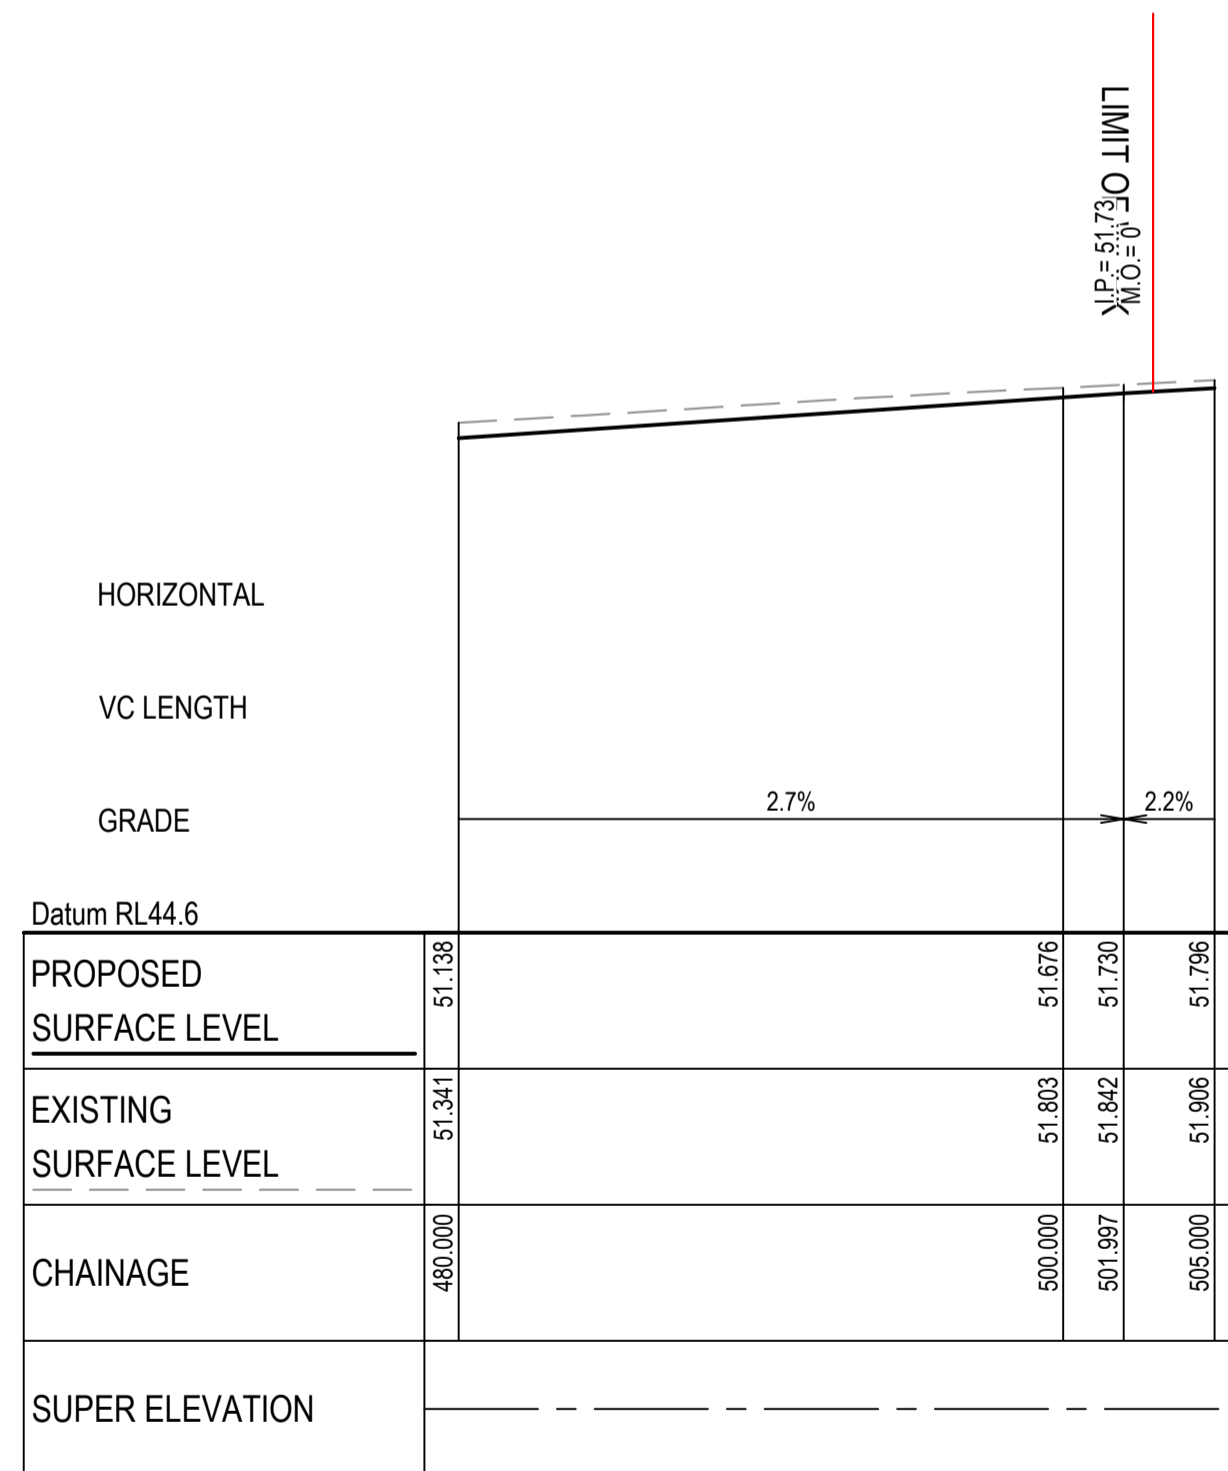 LIMIT OF
I.P.= 51.73
M.O.= 0
HORIZONTAL
VC LENGTH
GRADE
2.7%
2.2%
Datum RL44.6
PROPOSED
SURFACE LEVEL
51.138
51.676
51.730
51.796
EXISTING
SURFACE LEVEL
51.341
51.803
51.842
51.906
CHAINAGE
480.000
500.000
501.997
505.000
SUPER ELEVATION